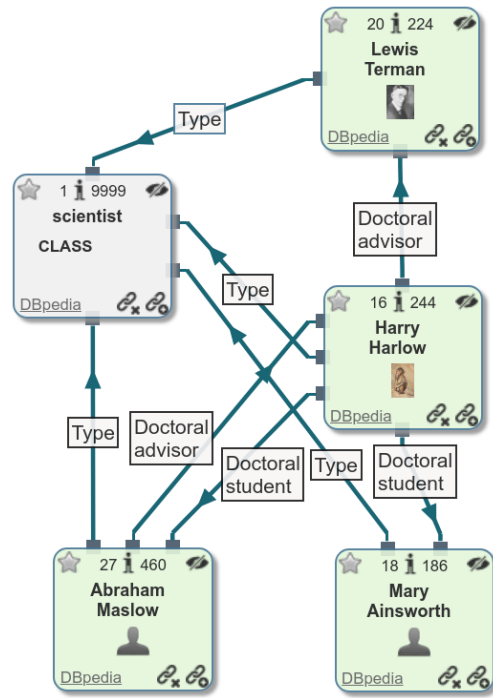 20 224
Lewis
Terman
DBpedia
Type
1 9999
scientist
CLASS
DBpedia
Doctoral
advisor
Type
16 244
Harry
Harlow
DBpedia
Type
Doctoral
advisor
Doctoral
student
Type
Doctoral
student
27 460
Abraham
Maslow
DBpedia
18 186
Mary
Ainsworth
DBpedia